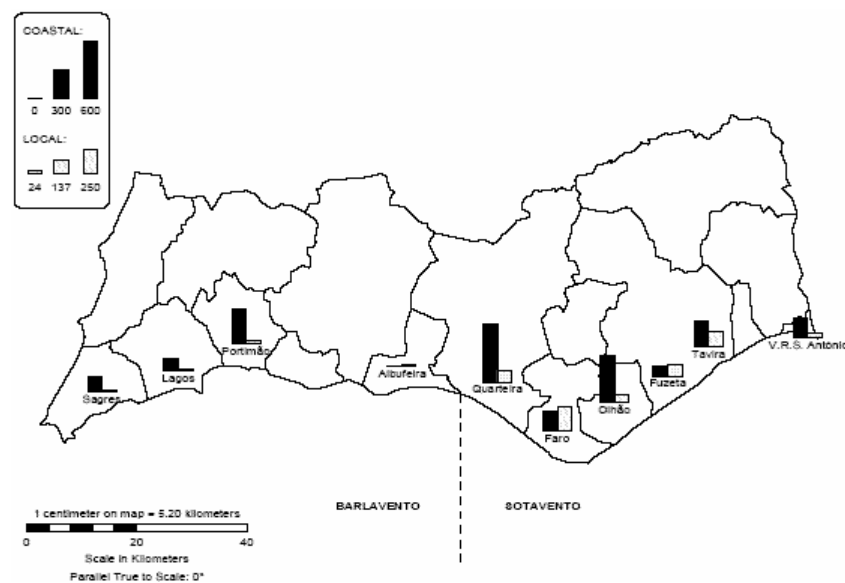 COASTAL:
0 300 600
LOCAL:
24 137 250
Portimão
Lagos
Sagres
Albufeira
Quarteira
Faro
Olhão
Fuzeta
Tavira
V.R.S. António
BARLAVENTO
SOTAVENTO
1 centimeter on map = 5.20 kilometers
0 20 40
Scale in Kilometers
Parallel True to Scale: 0°